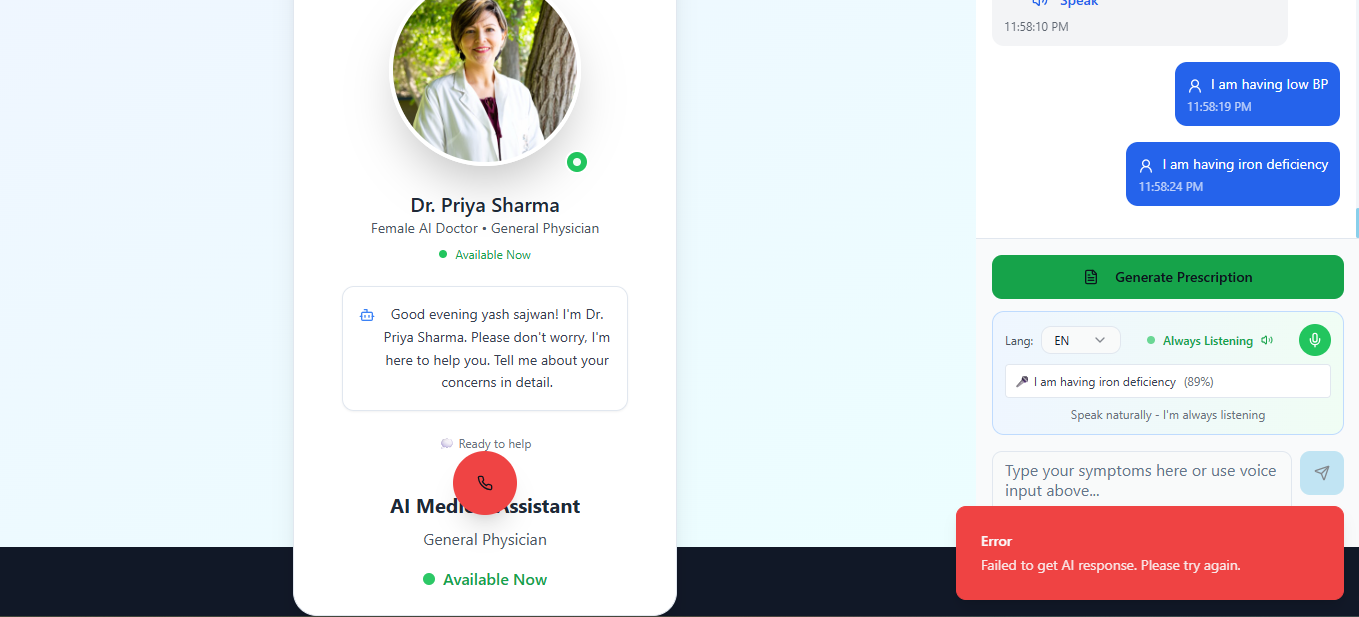 Dr. Priya Sharma
Female AI Doctor • General Physician
Available Now
Good evening yash sajwan! I'm Dr.
Priya Sharma. Please don't worry, I'm
here to help you. Tell me about your
concerns in detail.
Ready to help
AI Medic Assistant
General Physician
Available Now
Speak
11:58:10 PM
I am having low BP
11:58:19 PM
I am having iron deficiency
11:58:24 PM
Generate Prescription
Lang: EN Always Listening
I am having iron deficiency (89%)
Speak naturally - I'm always listening
Type your symptoms here or use voice
input above...
Error
Failed to get AI response. Please try again.